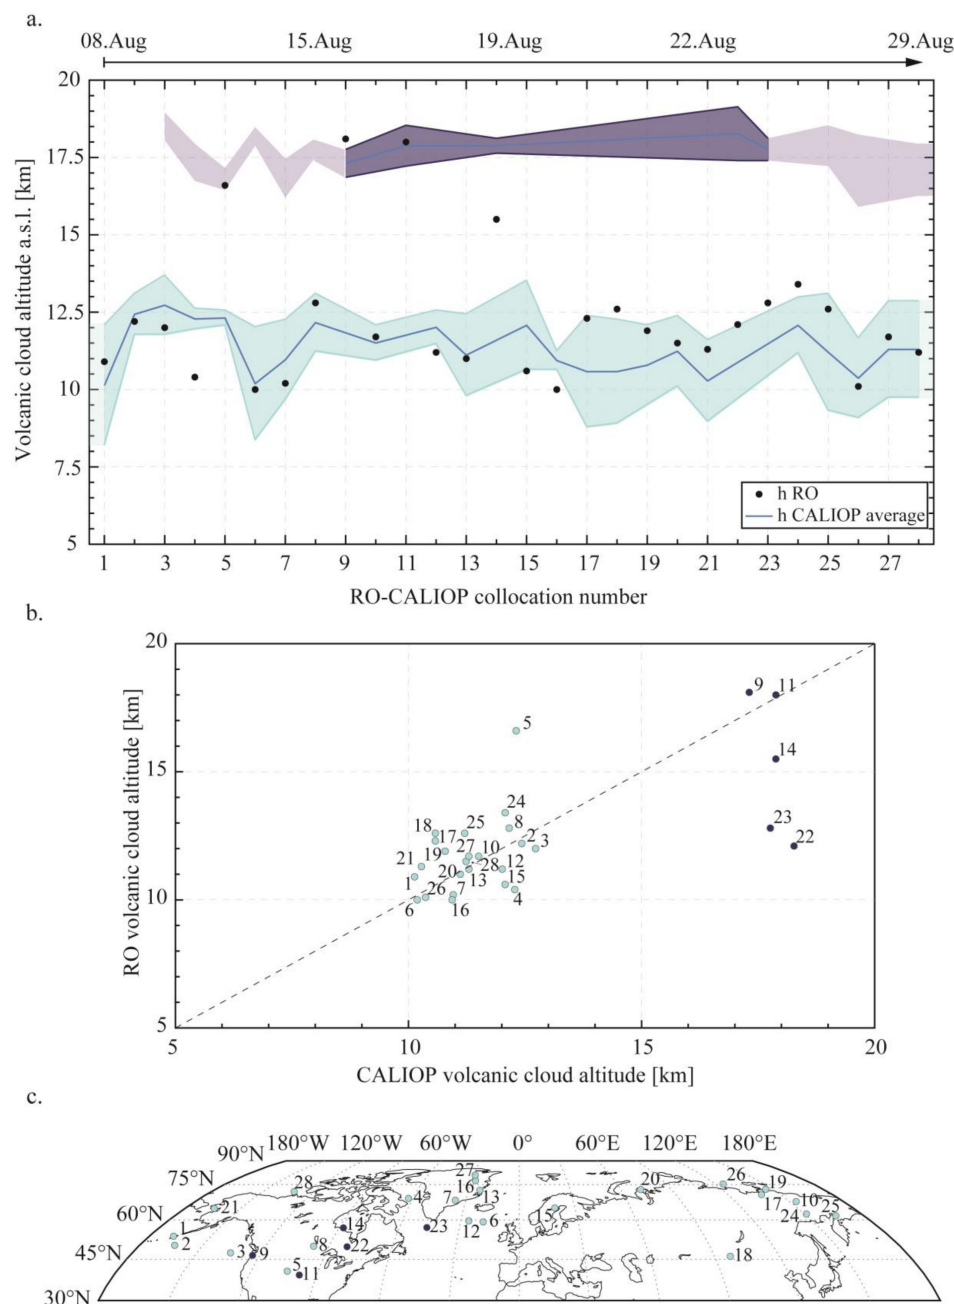 a.
08.Aug 15.Aug 19.Aug 22.Aug 29.Aug
20
17.5
15
12.5
10
7.5
5
Volcanic cloud altitude a.s.l. [km]
h RO
h CALIOP average
1 3 5 7 9 11 13 15 17 19 21 23 25 27
RO-CALIOP collocation number
b.
20
15
10
5
RO volcanic cloud altitude [km]
9 11
5
14
24
23
18 17 25 8 2 3 22
21 19 27 10 12
20 28
1 26 7 13 15
6 16 4
5 10 15 20
CALIOP volcanic cloud altitude [km]
c.
180°W 120°W 60°W 0° 60°E 120°E 180°E
90°N
75°N
60°N
45°N
30°N
27
28 4 7 16 13 20 26 19
21 17 10 25
1 14 23 12 6 15 24
2 3 9 8 22 18
5 11